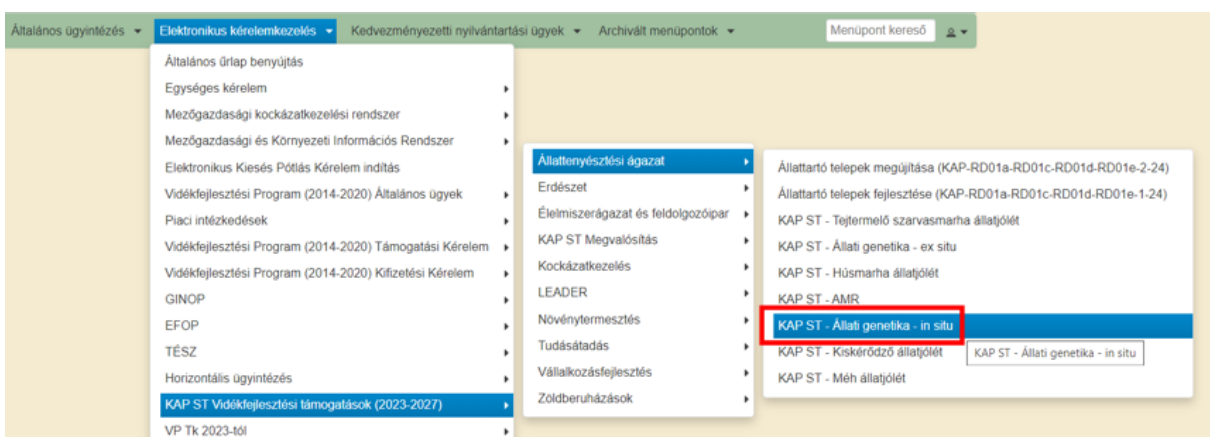 Általános ügyintézés Elektronikus kérelemkezelés Kedvezményezetti nyilvántartási ügyek Archivált menüpontok Menüpont kereső
Általános űrlap benyújtás
Egységes kérelem
Mezőgazdasági kockázatkezelési rendszer
Mezőgazdasági és Környezeti Információs Rendszer
Elektronikus Kiesés Pótlás Kérelem indítás
Vidékfejlesztési Program (2014-2020) Általános ügyek
Piaci intézkedések
Vidékfejlesztési Program (2014-2020) Támogatási Kérelem
Vidékfejlesztési Program (2014-2020) Kifizetési Kérelem
GINOP
EFOP
TÉSZ
Horizontális ügyintézés
KAP ST Vidékfejlesztési támogatások (2023-2027)
VP Tk 2023-tól
Állattenyésztési ágazat
Erdészet
Élelmiszerágazat és feldolgozóipar
KAP ST Megvalósítás
Kockázatkezelés
LEADER
Növénytermesztés
Tudásátadás
Vállalkozásfejlesztés
Zöldberuházások
Állattartó telepek megújítása (KAP-RD01a-RD01c-RD01d-RD01e-2-24)
Állattartó telepek fejlesztése (KAP-RD01a-RD01c-RD01d-RD01e-1-24)
KAP ST - Tejtermelő szarvasmarha állatjólét
KAP ST - Állati genetika - ex situ
KAP ST - Húsmarha állatjólét
KAP ST - AMR
KAP ST - Állati genetika - in situ
KAP ST - Kiskérődző állatjólét
KAP ST - Állati genetika - in situ
KAP ST - Méh állatjólét